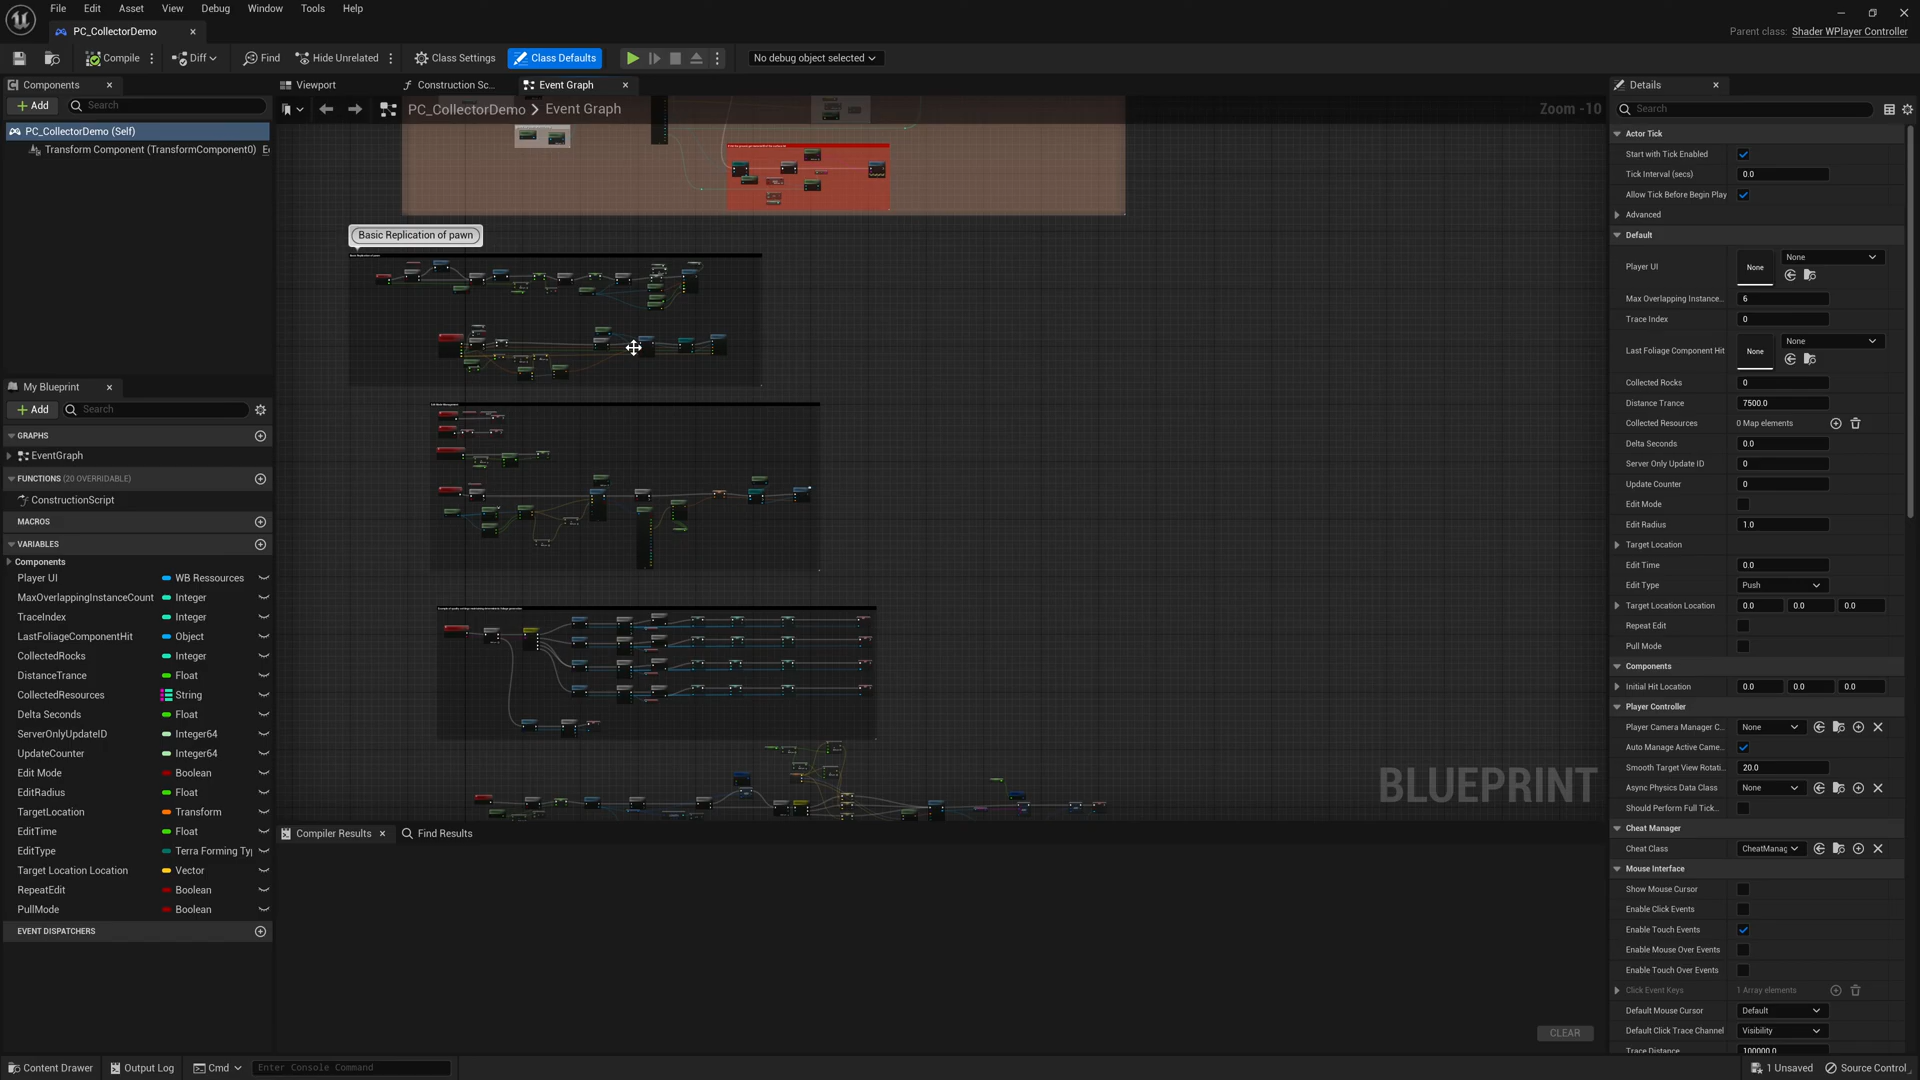 File Edit Asset View Debug Window Tools Help
PC_CollectorDemo
Parent class: Shader WPlayer Controller
Compile Diff Find Hide Unrelated Class Settings Class Defaults No debug object selected
Components Viewport Construction Sc... Event Graph Details
Add Search PC_CollectorDemo > Event Graph Zoom -10 Search
PC_CollectorDemo (Self)
Transform Component (TransformComponent0)
Actor Tick
Start with Tick Enabled
Tick Interval (secs) 0.0
Allow Tick Before Begin Play
Advanced
Default
Player UI None None
Max Overlapping Instance.. 6
Trace Index 0
Last Foliage Component Hit None None
Collected Rocks 0
Distance Trance 7500.0
Collected Resources 0 Map elements
Delta Seconds 0.0
Server Only Update ID 0
Update Counter 0
Edit Mode
Edit Radius 1.0
Target Location
Edit Time 0.0
Edit Type Push
Target Location Location 0.0 0.0 0.0
Repeat Edit
Pull Mode
Components
Initial Hit Location 0.0 0.0 0.0
Player Controller
Player Camera Manager C... None
Auto Manage Active Came...
Smooth Target View Rotati... 20.0
Async Physics Data Class None
Should Perform Full Tick...
Cheat Manager
Cheat Class CheatManag
Mouse Interface
Show Mouse Cursor
Enable Click Events
Enable Touch Events
Enable Mouse Over Events
Enable Touch Over Events
Click Event Keys 1 Array elements
Default Mouse Cursor Default
Default Click Trace Channel Visibility
Trace Distance 100000.0
Basic Replication of pawn
BLUEPRINT
My Blueprint
Add Search
GRAPHS
EventGraph
FUNCTIONS (20 OVERRIDABLE)
ConstructionScript
MACROS
VARIABLES
Components
Player UI WB Ressources
MaxOverlappingInstanceCount Integer
TraceIndex Integer
LastFoliageComponentHit Object
CollectedRocks Integer
DistanceTrance Float
CollectedResources String
Delta Seconds Float
ServerOnlyUpdateID Integer64
UpdateCounter Integer64
Edit Mode Boolean
EditRadius Float
TargetLocation Transform
EditTime Float
EditType Terra Forming Ty
Target Location Location Vector
RepeatEdit Boolean
PullMode Boolean
EVENT DISPATCHERS
Compiler Results Find Results
CLEAR
Content Drawer Output Log Cmd Enter Console Command 1 Unsaved Source Control